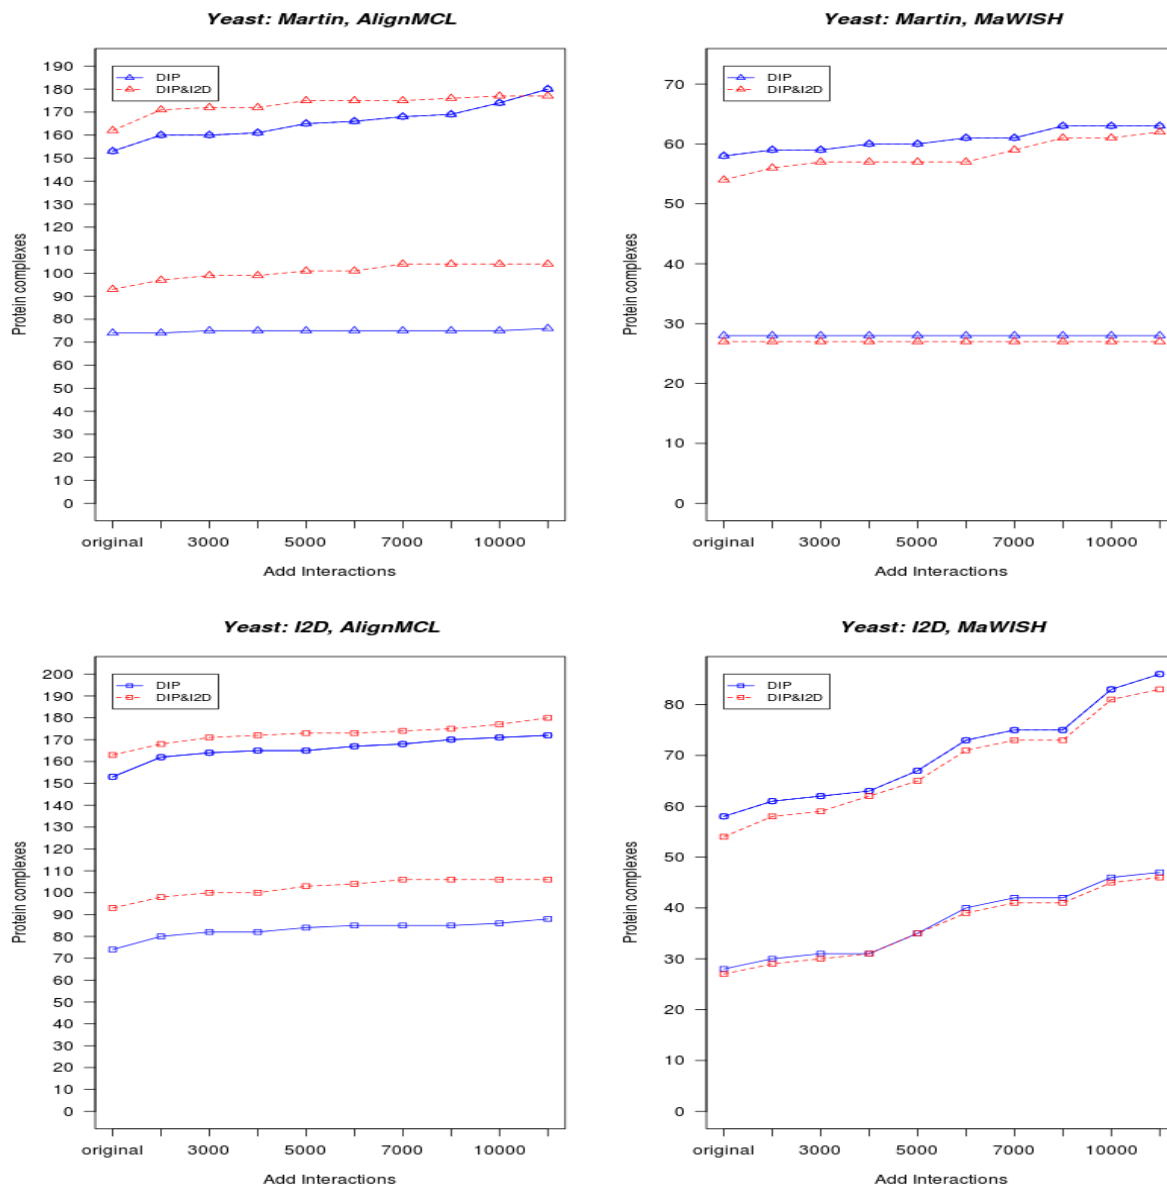 Yeast: Martin, AlignMCL
190
180
170
160
150
140
130
120
110
100
90
80
70
60
50
40
30
20
10
0
Protein complexes
DIP
DIP&I2D
original 3000 5000 7000 10000
Add Interactions
Yeast: Martin, MaWISH
70
60
50
40
30
20
10
0
Protein complexes
DIP
DIP&I2D
original 3000 5000 7000 10000
Add Interactions
Yeast: I2D, AlignMCL
200
190
180
170
160
150
140
130
120
110
100
90
80
70
60
50
40
30
20
10
0
Protein complexes
DIP
DIP&I2D
original 3000 5000 7000 10000
Add Interactions
Yeast: I2D, MaWISH
80
70
60
50
40
30
20
10
0
Protein complexes
DIP
DIP&I2D
original 3000 5000 7000 10000
Add Interactions